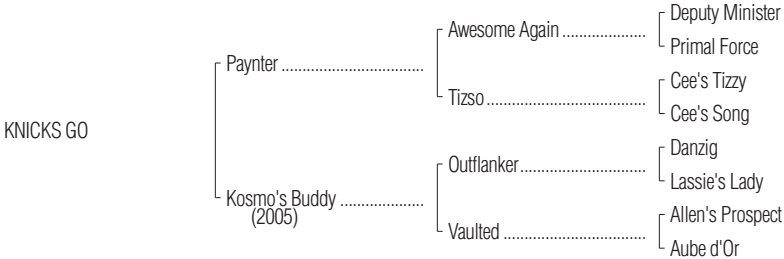 Deputy Minister
Awesome Again ....................
Primal Force
Paynter ..................................
Cee's Tizzy
Tizso......................................
Cee's Song
KNICKS GO
Danzig
Outflanker..............................
Lassie's Lady
Kosmo's Buddy ....................
(2005)
Allen's Prospect
Vaulted ..................................
Aube d'Or